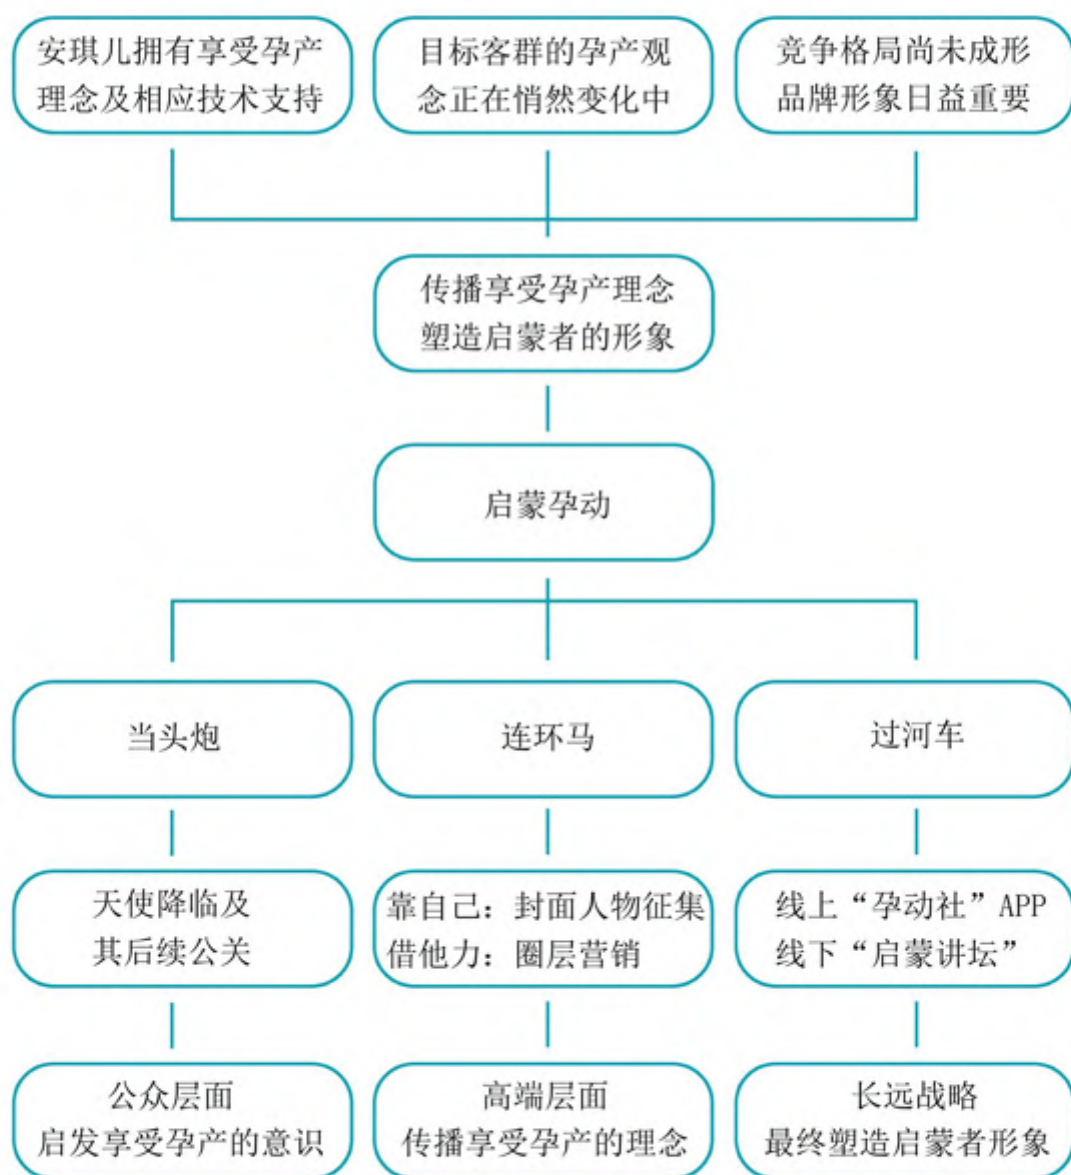 安琪儿拥有享受孕产
理念及相应技术支持
目标客群的孕产观
念正在悄然变化中
竞争格局尚未成形
品牌形象日益重要
传播享受孕产理念
塑造启蒙者的形象
启蒙孕动
当头炮
连环马
过河车
天使降临及
其后续公关
靠自己：封面人物征集
借他力：圈层营销
线上“孕动社”APP
线下“启蒙讲坛”
公众层面
启发享受孕产的意识
高端层面
传播享受孕产的理念
长远战略
最终塑造启蒙者形象